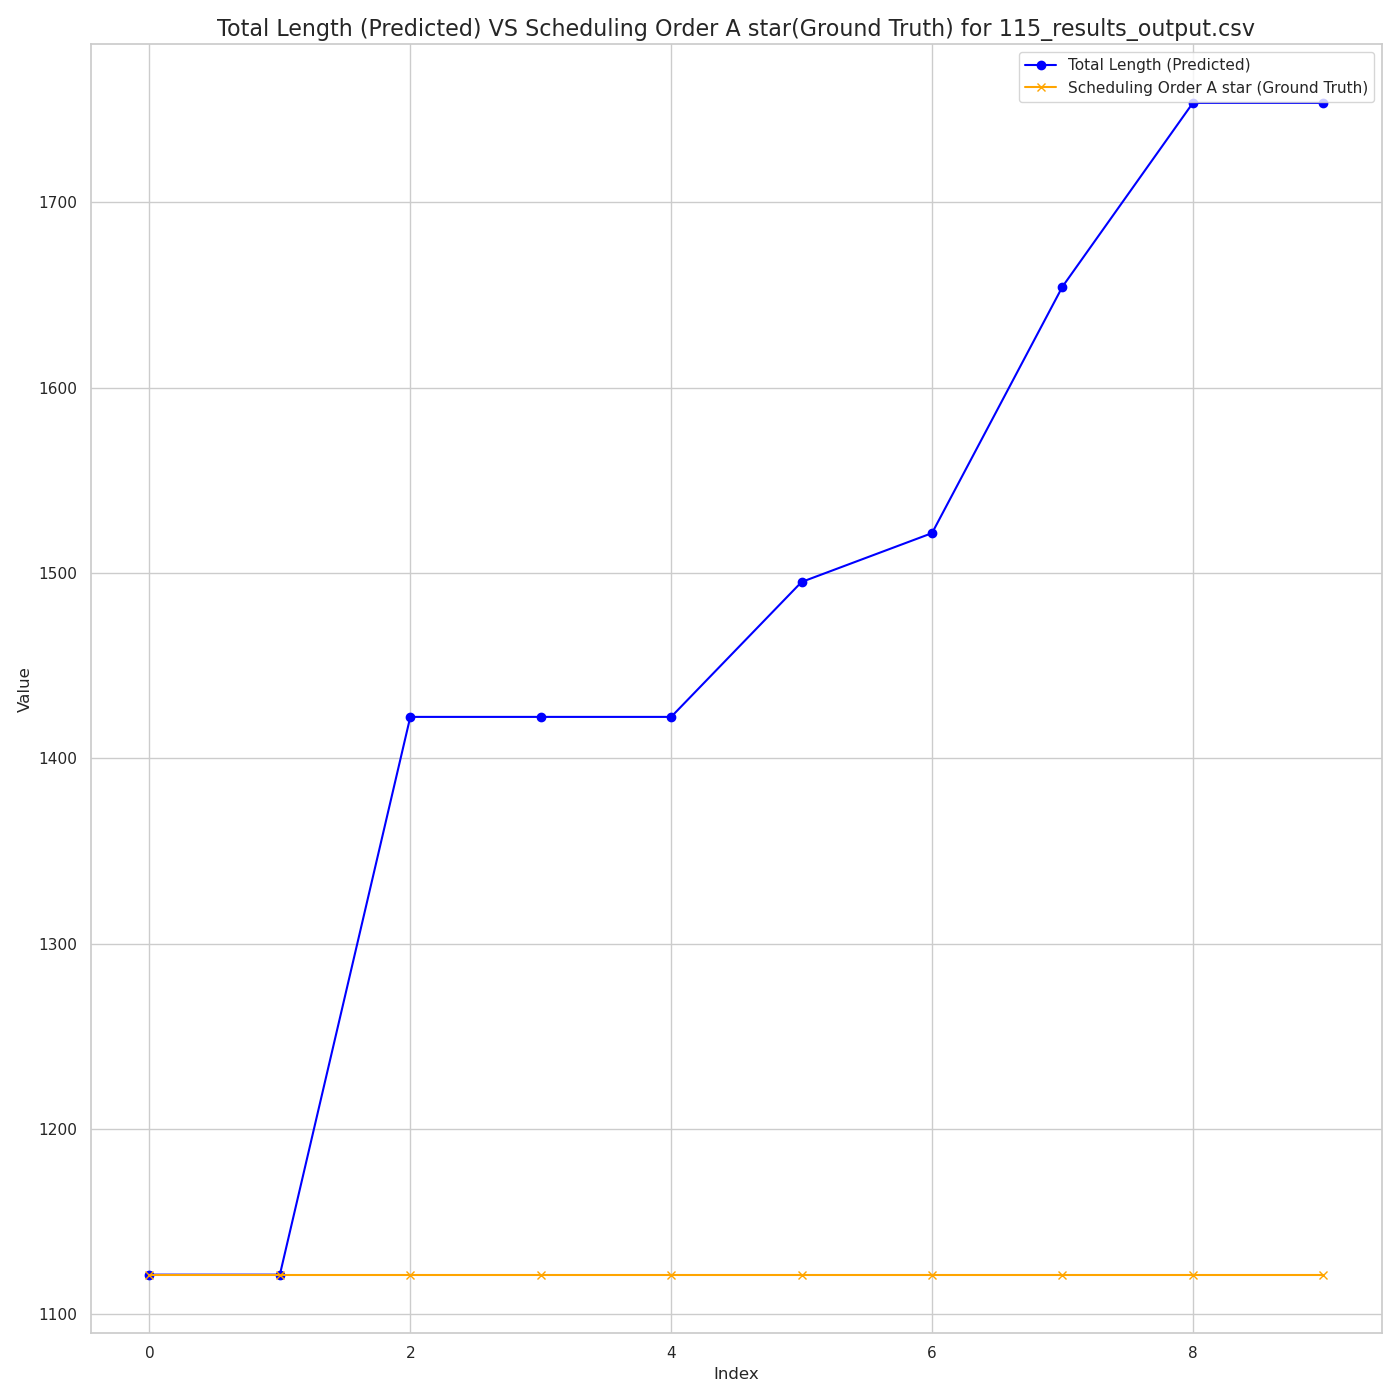 Total Length (Predicted) VS Scheduling Order A star(Ground Truth) for 115_results_output.csv
Total Length (Predicted)
Scheduling Order A star (Ground Truth)
1700
1600
1500
1400
1300
1200
1100
Value
0 2 4 6 8
Index